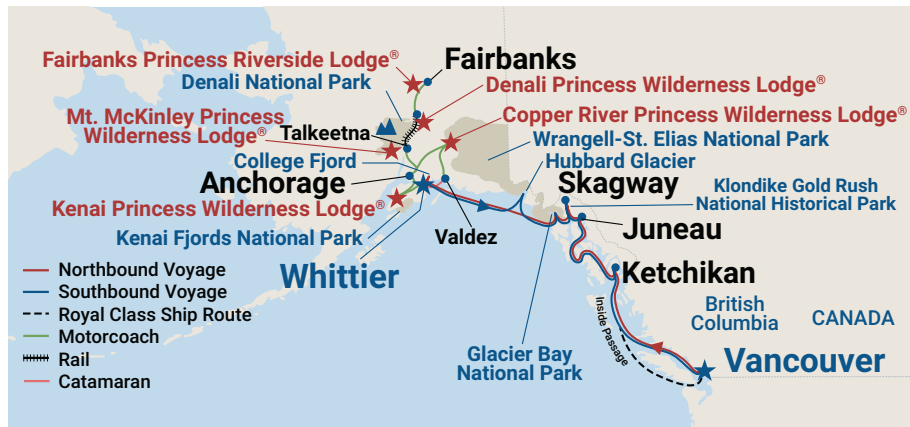 Fairbanks Princess Riverside Lodge®
Fairbanks
Denali National Park
Denali Princess Wilderness Lodge®
Mt. McKinley Princess
Wilderness Lodge®
Copper River Princess Wilderness Lodge®
Talkeetna
Wrangell-St. Elias National Park
College Fjord
Hubbard Glacier
Anchorage
Skagway
Klondike Gold Rush
National Historical Park
Kenai Princess Wilderness Lodge®
Juneau
Kenai Fjords National Park
Valdez
Whittier
Ketchikan
Northbound Voyage
Southbound Voyage
Royal Class Ship Route
Motorcoach
Rail
Catamaran
Inside Passage
British
Columbia
CANADA
Glacier Bay
National Park
Vancouver